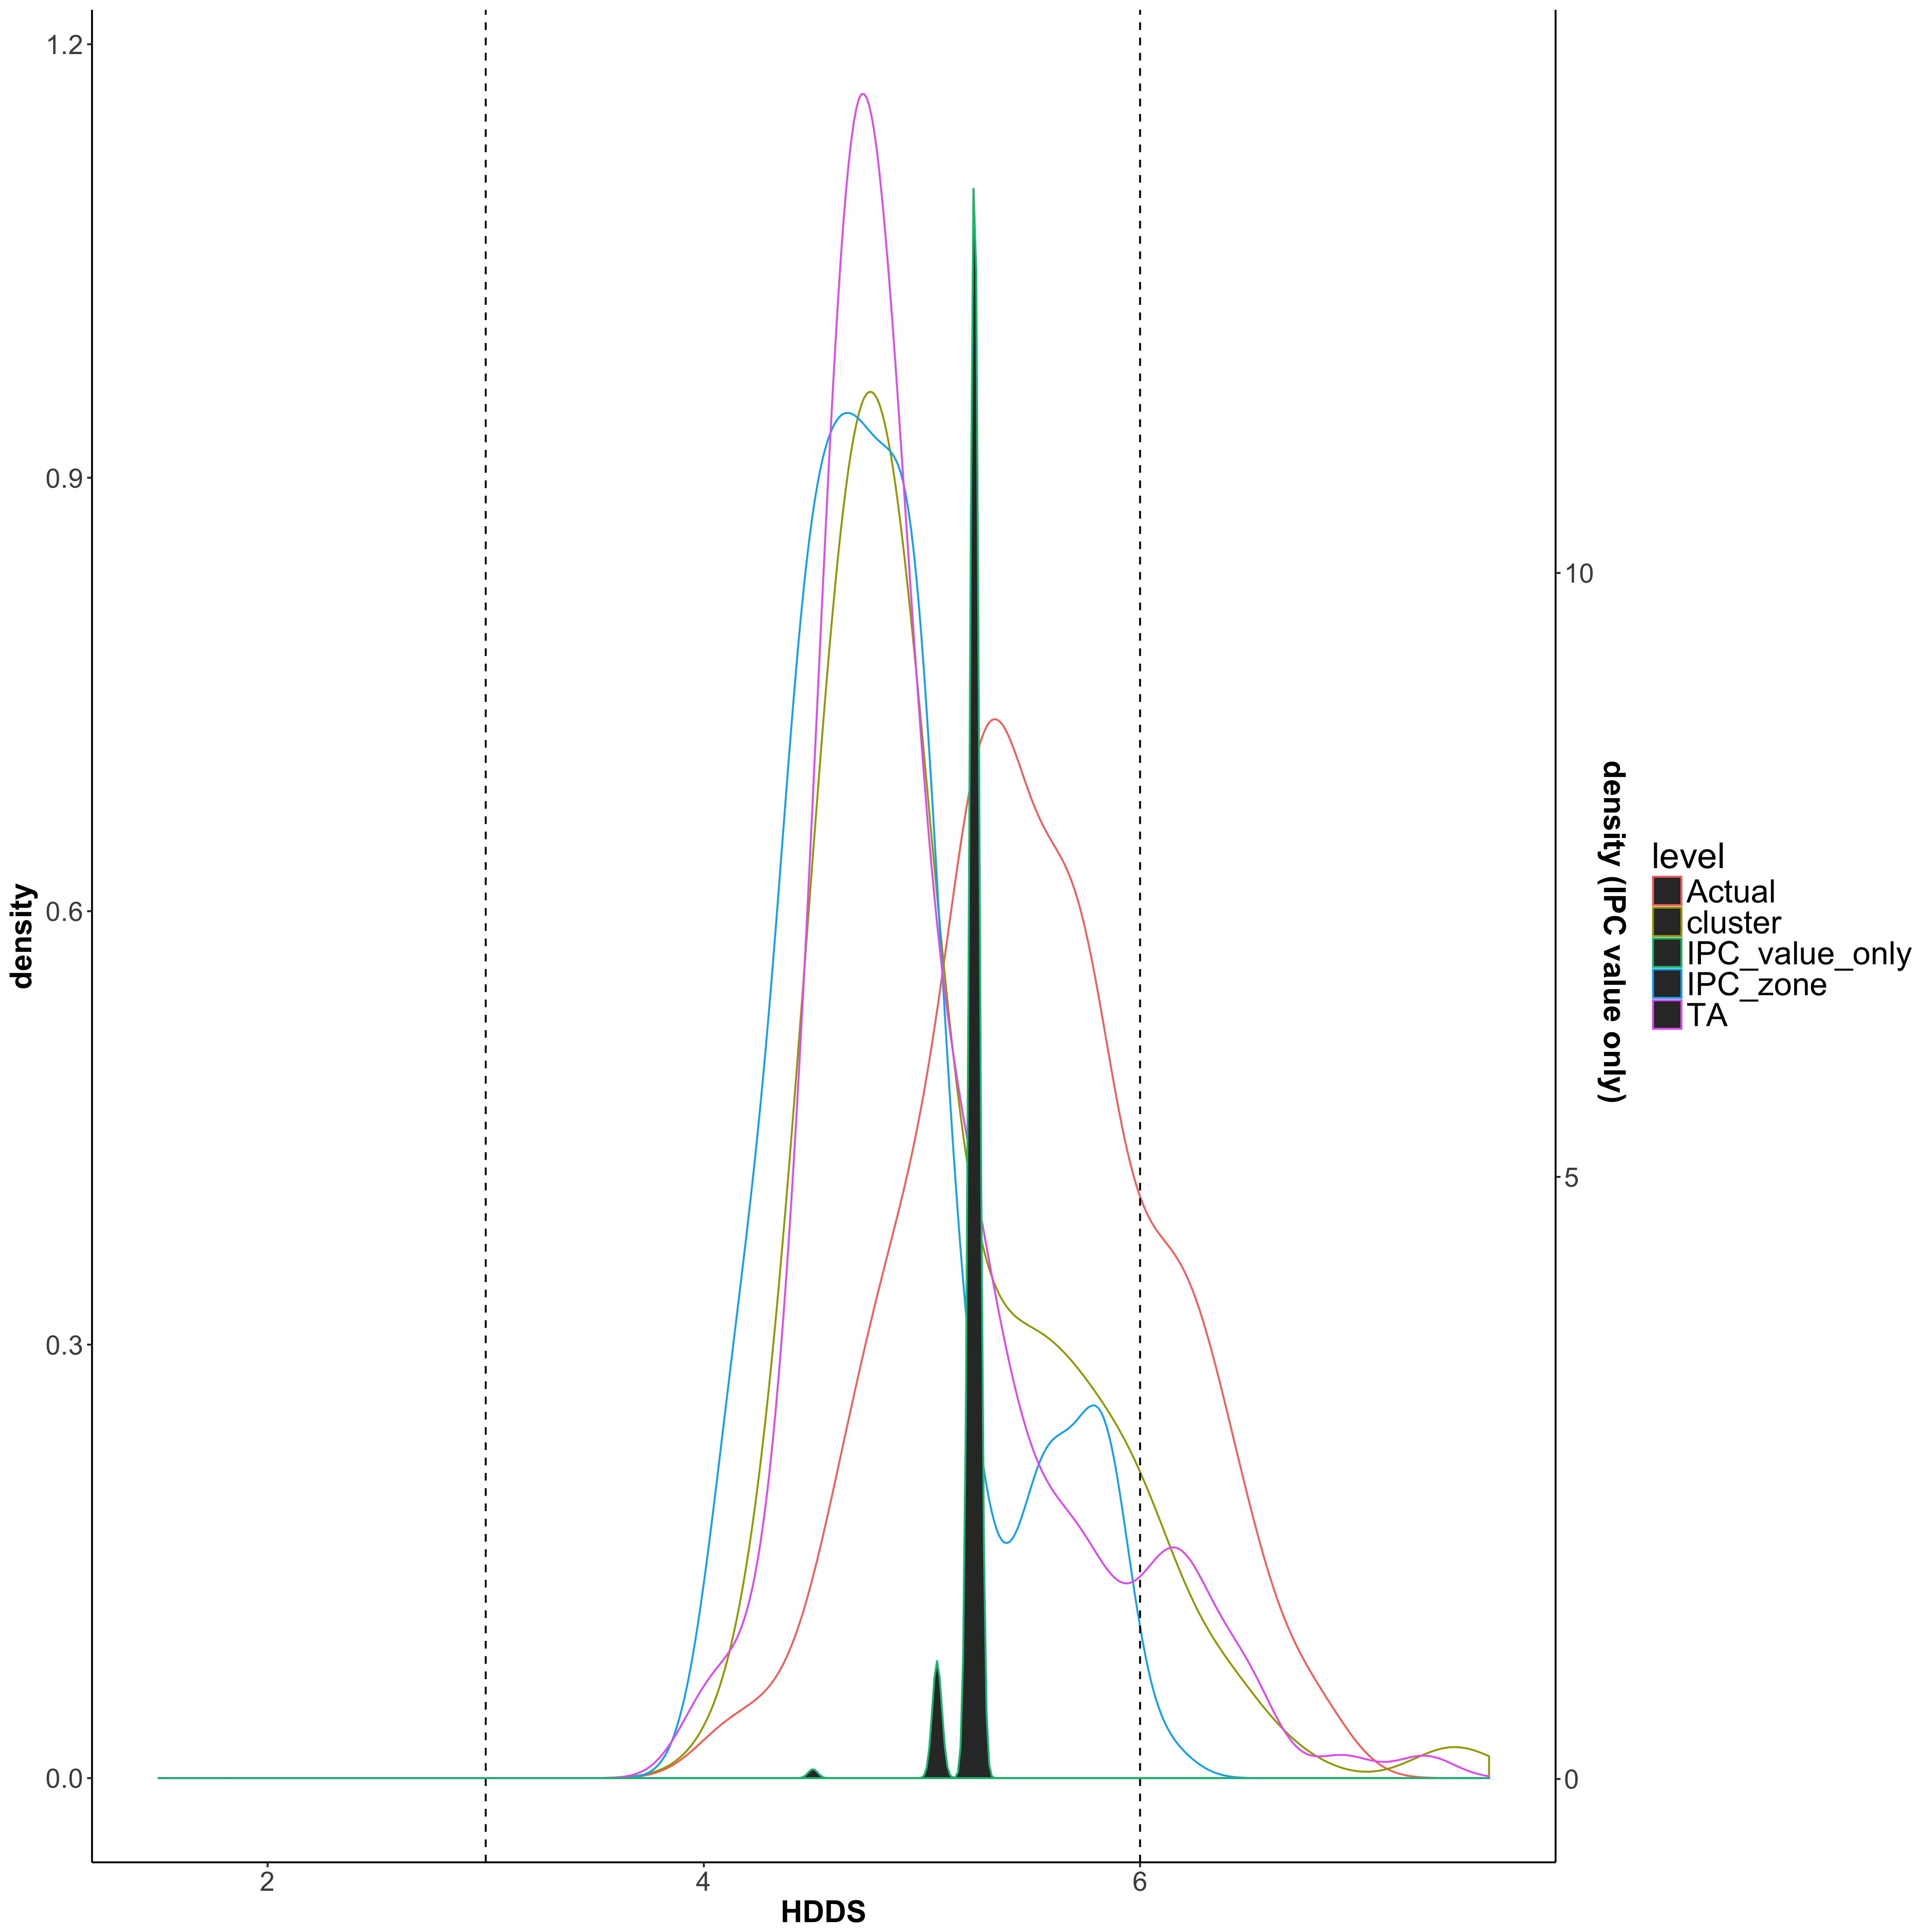 1.2
0.9
0.6
0.3
0.0
density
2
4
6
HDDS
10
5
0
density (IPC value only)
level
Actual
cluster
IPC_value_only
IPC_zone
TA